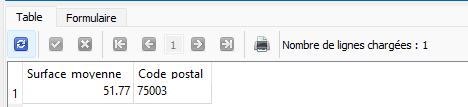 Table Formulaire
1 Nombre de lignes chargées : 1
Surface moyenne Code postal
1 51.77 75003